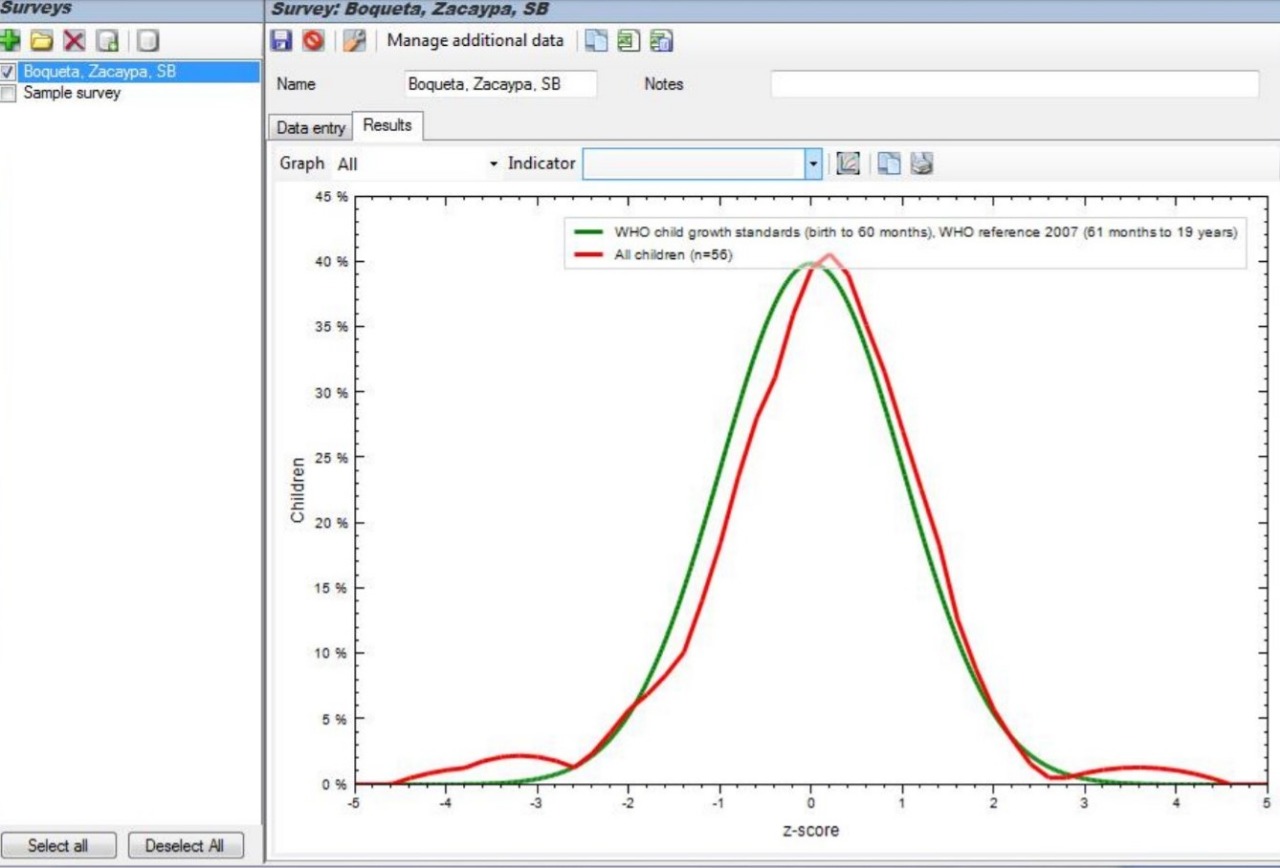 Surveys
Survey: Boqueta, Zacaypa, SB
Manage additional data
Boqueta, Zacaypa, SB
Sample survey
Name Boqueta, Zacaypa, SB Notes
Data entry Results
Graph All Indicator
WHO child growth standards (birth to 60 months), WHO reference 2007 (61 months to 19 years)
All children (n=56)
45 %
40 %
35 %
30 %
25 %
20 %
15 %
10 %
5 %
0 %
Children
-5 -4 -3 -2 -1 0 1 2 3 4 5
z-score
Select all Deselect All